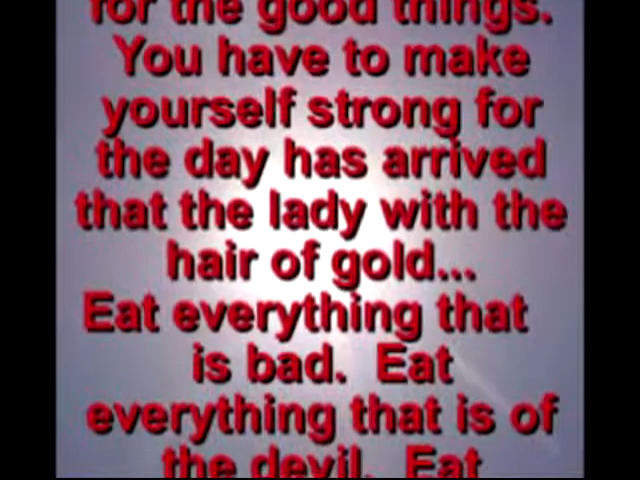 for the good things.
You have to make
yourself strong for
the day has arrived
that the lady with the
hair of gold...
Eat everything that
is bad.  Eat
everything that is of
the devil.  Eat